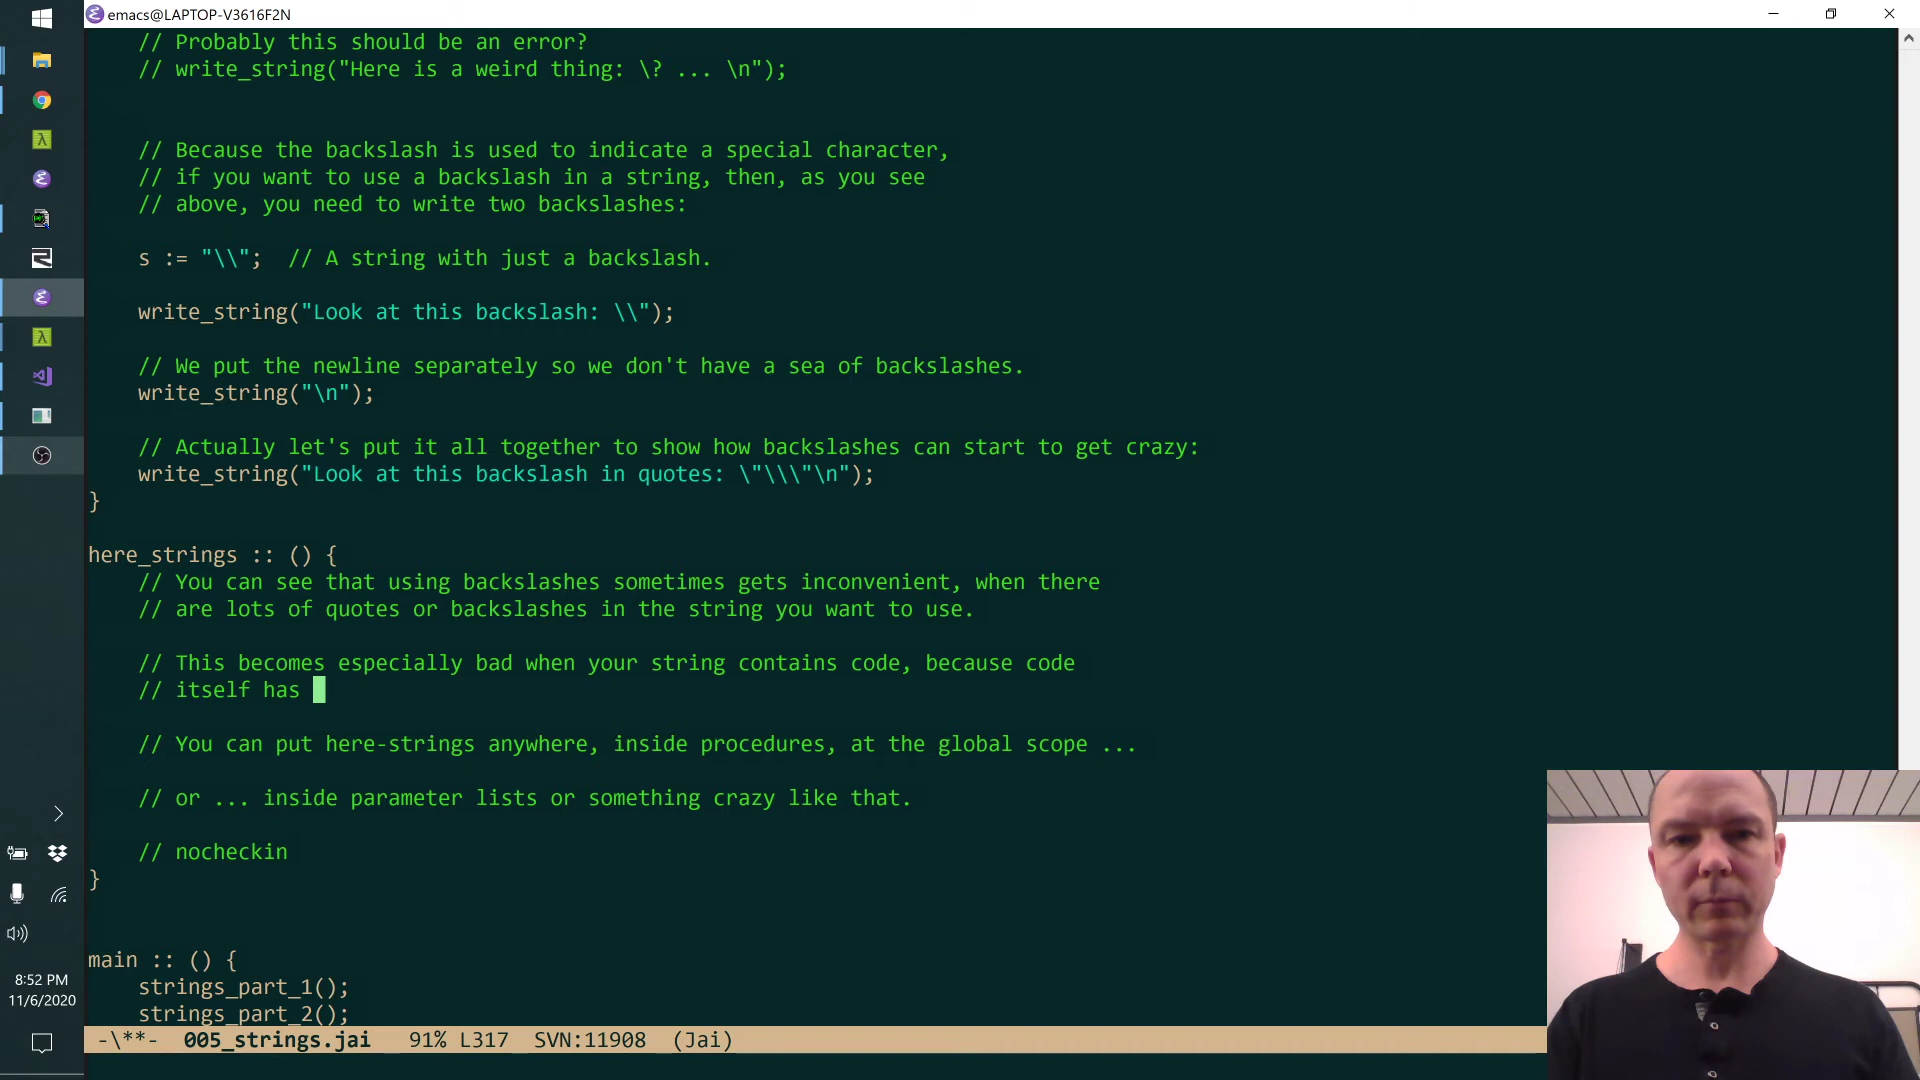 emacs@LAPTOP-V3616F2N
// Probably this should be an error?
// write_string("Here is a weird thing: \? ... \n");
// Because the backslash is used to indicate a special character,
// if you want to use a backslash in a string, then, as you see
// above, you need to write two backslashes:
s := "\\";  // A string with just a backslash.
write_string("Look at this backslash: \\");
// We put the newline separately so we don't have a sea of backslashes.
write_string("\n");
// Actually let's put it all together to show how backslashes can start to get crazy:
write_string("Look at this backslash in quotes: \"\\\"\n");
}
here_strings :: () {
// You can see that using backslashes sometimes gets inconvenient, when there
// are lots of quotes or backslashes in the string you want to use.
// This becomes especially bad when your string contains code, because code
// itself has
// You can put here-strings anywhere, inside procedures, at the global scope ...
// or ... inside parameter lists or something crazy like that.
// nocheckin
}
main :: () {
strings_part_1();
strings_part_2();
-\**-  005_strings.jai   91% L317  SVN:11908  (Jai)
8:52 PM
11/6/2020